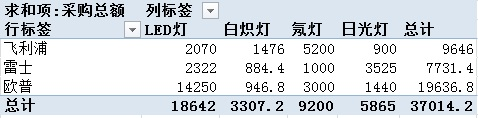 求和项:采购总额 列标签
行标签 LED灯 白炽灯 氖灯 日光灯 总计
飞利浦 2070 1476 5200 900 9646
雷士 2322 884.4 1000 3525 7731.4
欧普 14250 946.8 3000 1440 19636.8
总计 18642 3307.2 9200 5865 37014.2